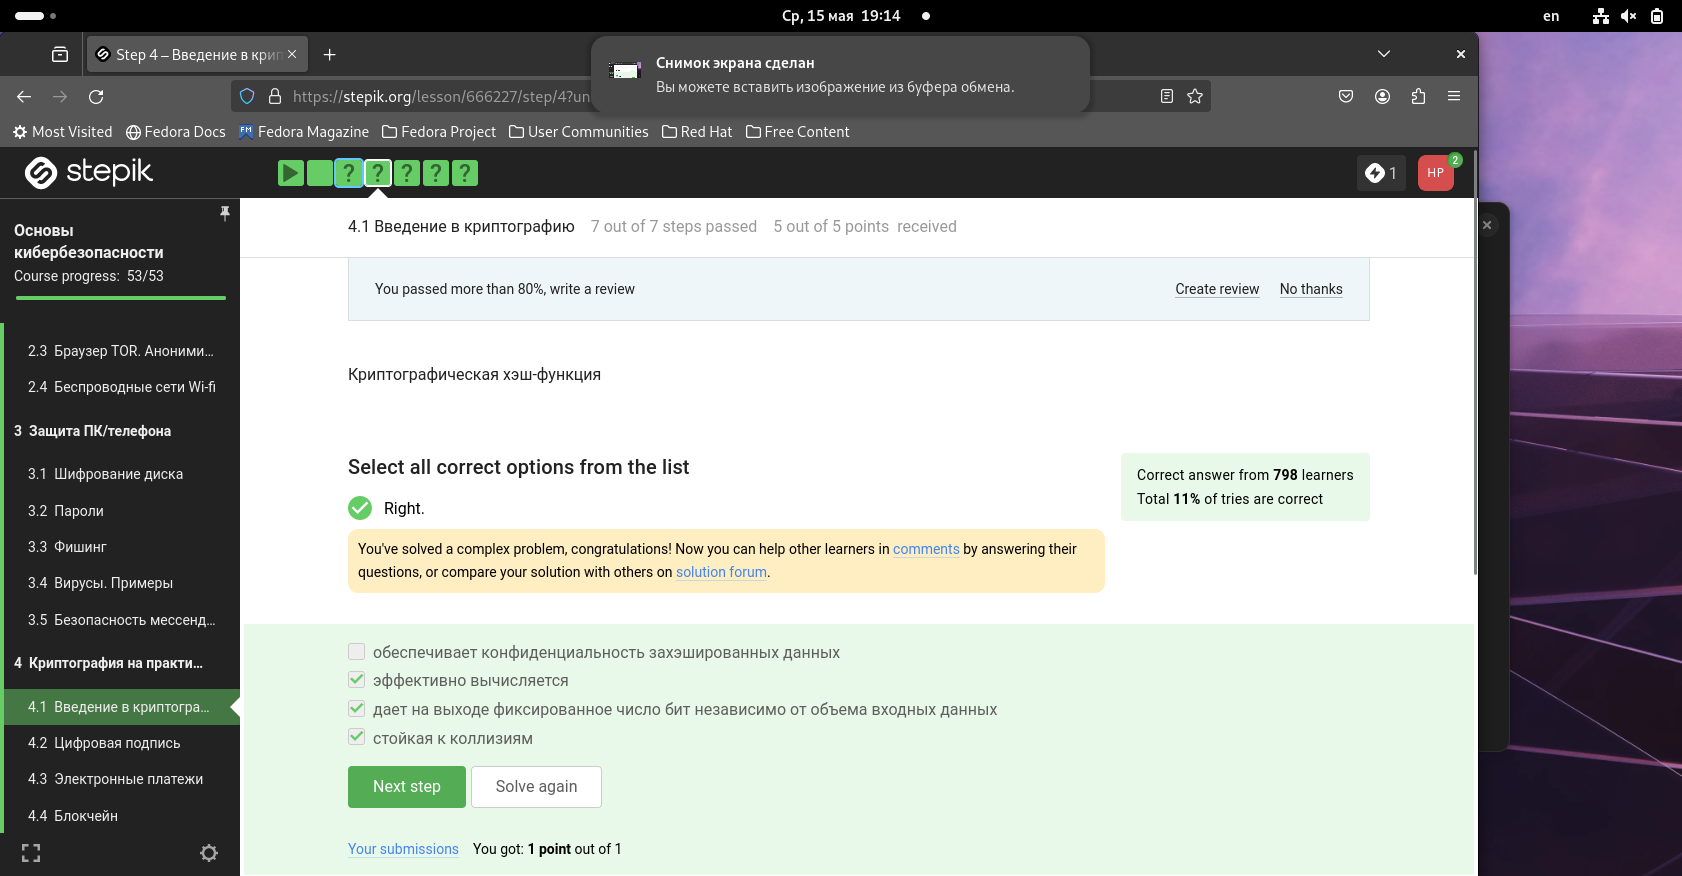 Ср, 15 мая 19:14
en
Step 4 – Введение в крип
Снимок экрана сделан
Вы можете вставить изображение из буфера обмена.
https://stepik.org/lesson/666227/step/4?un
Most Visited
Fedora Docs
Fedora Magazine
Fedora Project
User Communities
Red Hat
Free Content
stepik
1
HP
2
Основы
кибербезопасности
Course progress: 53/53
2.3 Браузер TOR. Аноними...
2.4 Беспроводные сети Wi-fi
3 Защита ПК/телефона
3.1 Шифрование диска
3.2 Пароли
3.3 Фишинг
3.4 Вирусы. Примеры
3.5 Безопасность мессенд...
4 Криптография на практи...
4.1 Введение в криптогра...
4.2 Цифровая подпись
4.3 Электронные платежи
4.4 Блокчейн
4.1 Введение в криптографию 7 out of 7 steps passed 5 out of 5 points received
You passed more than 80%, write a review
Create review
No thanks
Криптографическая хэш-функция
Select all correct options from the list
Right.
Correct answer from 798 learners
Total 11% of tries are correct
You've solved a complex problem, congratulations! Now you can help other learners in comments by answering their
questions, or compare your solution with others on solution forum.
обеспечивает конфиденциальность захэшированных данных
эффективно вычисляется
дает на выходе фиксированное число бит независимо от объема входных данных
стойкая к коллизиям
Next step
Solve again
Your submissions You got: 1 point out of 1